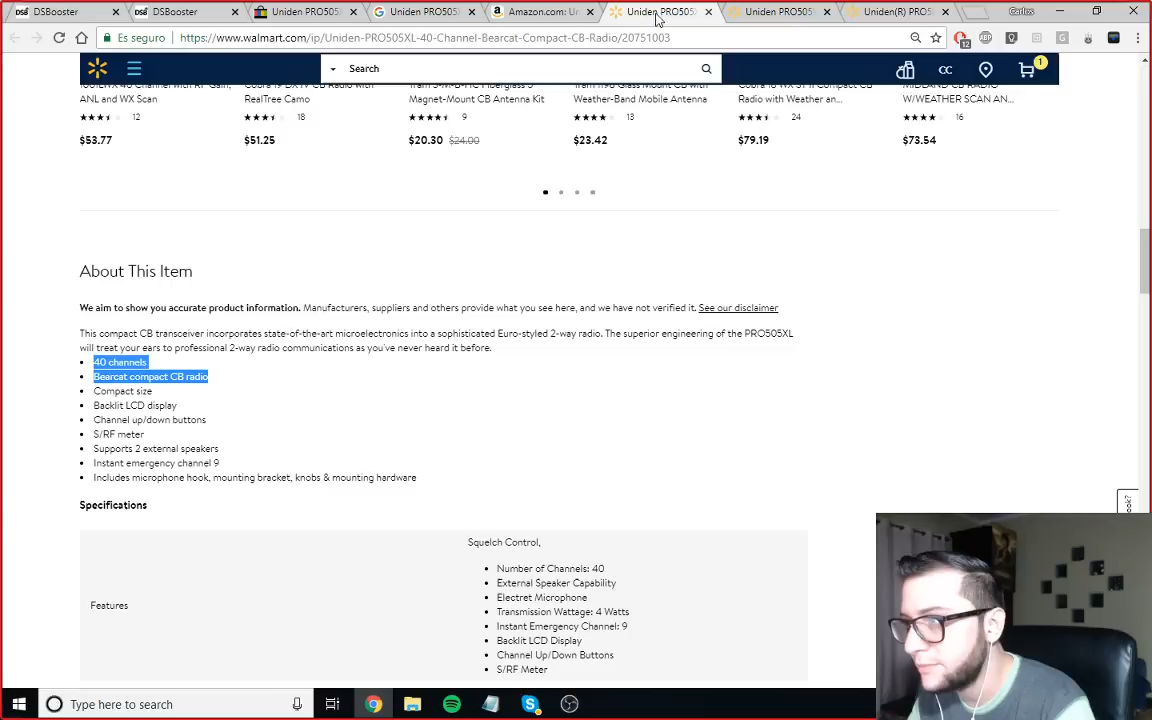 DSBooster
DSBooster
Uniden PRO505
Uniden PRO505
Amazon.com: Un
Uniden PRO505
Uniden PRO505
Uniden(R) PRO5
Carlos
Es seguro
https://www.walmart.com/ip/Uniden-PRO505XL-40-Channel-Bearcat-Compact-CB-Radio/20751003
12
ABP
G
Search
CC
1
ANL and WX Scan
RealTree Camo
Magnet-Mount CB Antenna Kit
Weather-Band Mobile Antenna
Radio with Weather an...
W/WEATHER SCAN AN...
12
18
9
13
24
16
$53.77
$51.25
$20.30 $24.00
$23.42
$79.19
$73.54
About This Item
We aim to show you accurate product information. Manufacturers, suppliers and others provide what you see here, and we have not verified it. See our disclaimer
This compact CB transceiver incorporates state-of-the-art microelectronics into a sophisticated Euro-styled 2-way radio. The superior engineering of the PRO505XL
will treat your ears to professional 2-way radio communications as you've never heard it before.
• 40 channels
• Bearcat compact CB radio
• Compact size
• Backlit LCD display
• Channel up/down buttons
• S/RF meter
• Supports 2 external speakers
• Instant emergency channel 9
• Includes microphone hook, mounting bracket, knobs & mounting hardware
Specifications
Features
Squelch Control,
• Number of Channels: 40
• External Speaker Capability
• Electret Microphone
• Transmission Wattage: 4 Watts
• Instant Emergency Channel: 9
• Backlit LCD Display
• Channel Up/Down Buttons
• S/RF Meter
Type here to search